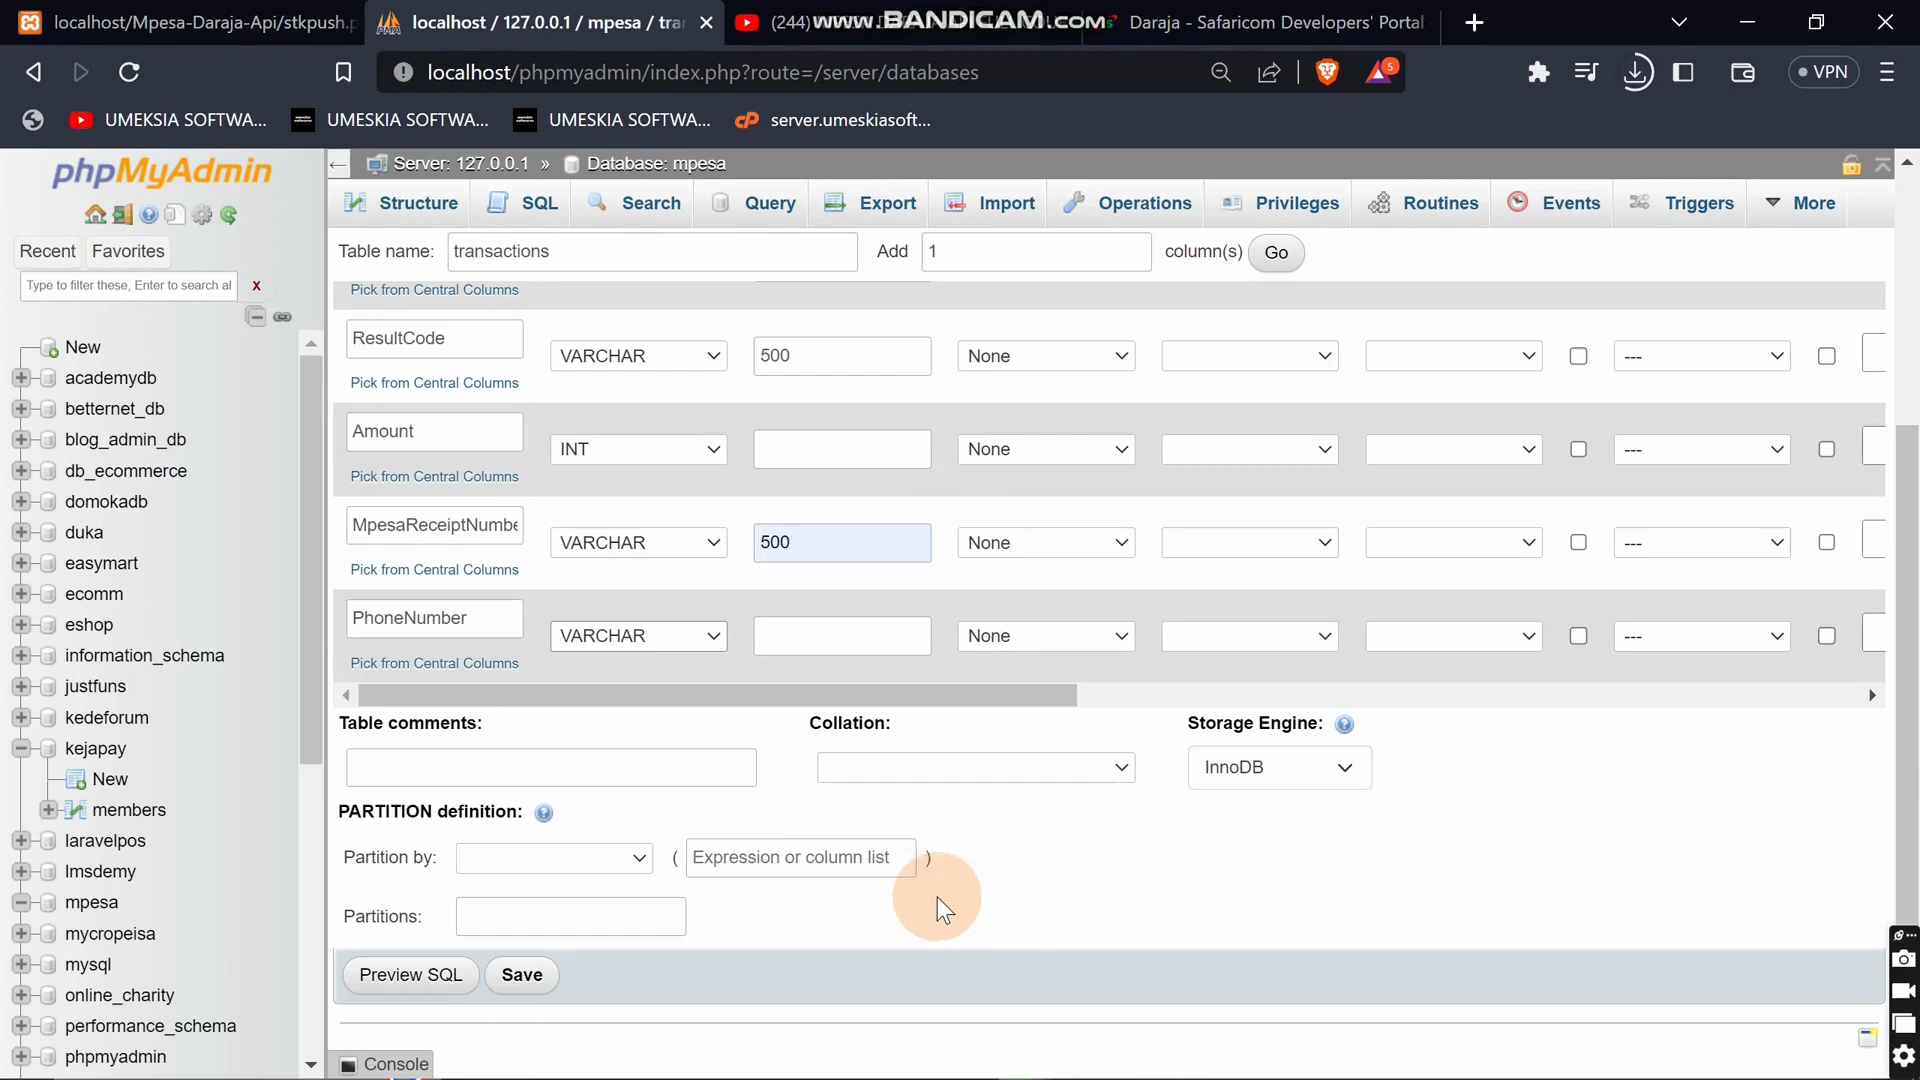 localhost/Mpesa-Daraja-Api/stkpush.p
localhost / 127.0.0.1 / mpesa / tra
(244)
www.BANDICAM.com
Daraja - Safaricom Developers' Portal
localhost/phpmyadmin/index.php?route=/server/databases
5
VPN
UMEKSIA SOFTWA...
UMESKIA SOFTWA...
UMESKIA SOFTWA...
server.umeskiasoft...
phpMyAdmin
Server: 127.0.0.1 » Database: mpesa
Structure
SQL
Search
Query
Export
Import
Operations
Privileges
Routines
Events
Triggers
More
Recent
Favorites
Type to filter these, Enter to search al
X
New
academydb
betternet_db
blog_admin_db
db_ecommerce
domokadb
duka
easymart
ecomm
eshop
information_schema
justfuns
kedeforum
kejapay
New
members
laravelpos
lmsdemy
mpesa
mycropeisa
mysql
online_charity
performance_schema
phpmyadmin
Table name: transactions Add 1 column(s) Go
Pick from Central Columns
ResultCode VARCHAR 500 None ---
Pick from Central Columns
Amount INT None ---
Pick from Central Columns
MpesaReceiptNumbe VARCHAR 500 None ---
Pick from Central Columns
PhoneNumber VARCHAR None ---
Pick from Central Columns
Table comments: Collation: Storage Engine:
InnoDB
PARTITION definition:
Partition by: ( Expression or column list )
Partitions:
Preview SQL Save
Console